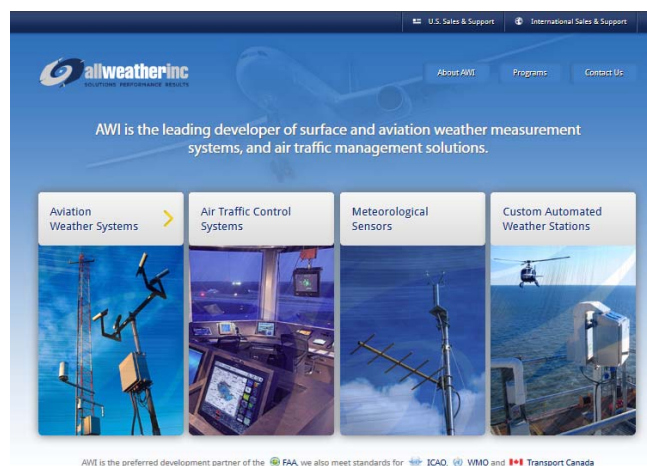 U.S. Sales & Support
International Sales & Support
allweatherinc
SOLUTIONS PERFORMANCE RESULTS
About AWI
Programs
Contact Us
AWI is the leading developer of surface and aviation weather measurement
systems, and air traffic management solutions.
Aviation
Weather Systems
Air Traffic Control
Systems
Meteorological
Sensors
Custom Automated
Weather Stations
AWI is the preferred development partner of the FAA, we also meet standards for ICAO, WMO and Transport Canada